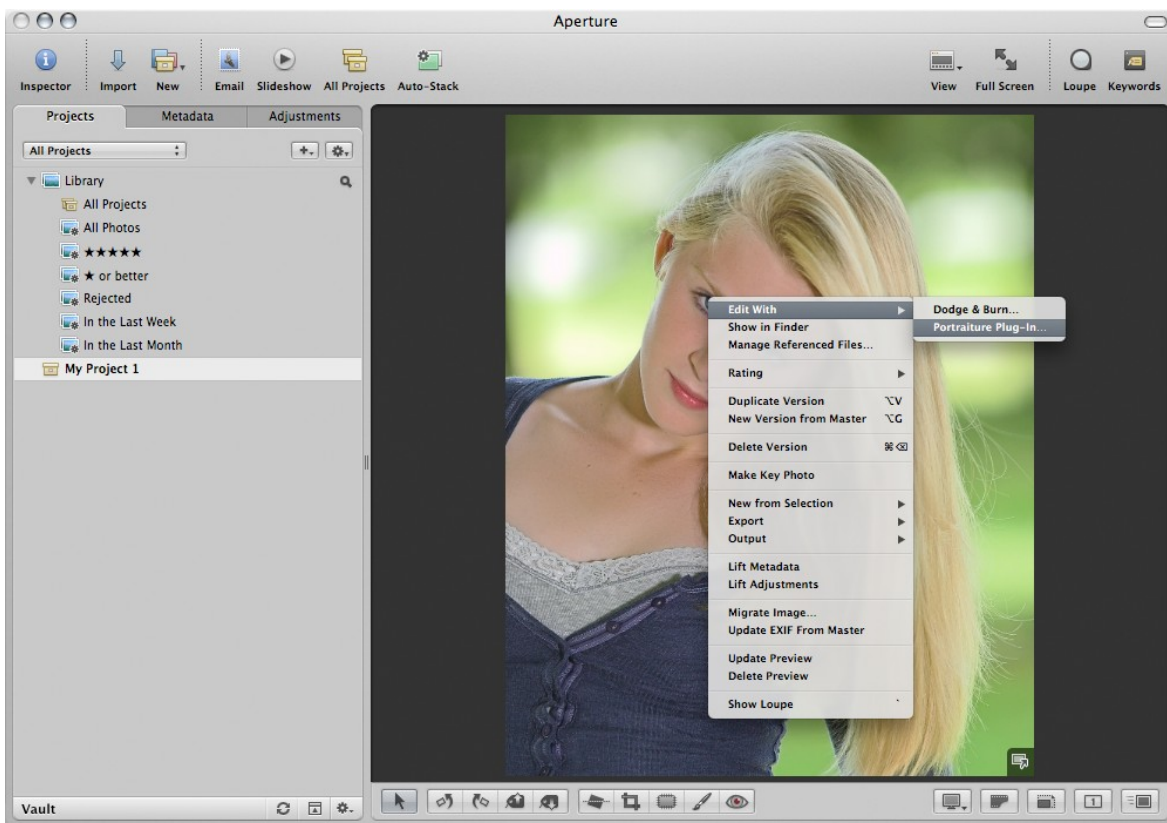 Aperture
Inspector Import New Email Slideshow All Projects Auto-Stack View Full Screen Loupe Keywords
Projects Metadata Adjustments
All Projects
Library
All Projects
All Photos
★★★★★
★ or better
Rejected
In the Last Week
In the Last Month
My Project 1
Edit With
Dodge & Burn...
Portraiture Plug-In...
Show in Finder
Manage Referenced Files...
Rating
Duplicate Version ⌥V
New Version from Master ⌥G
Delete Version ⌘⌫
Make Key Photo
New from Selection
Export
Output
Lift Metadata
Lift Adjustments
Migrate Image...
Update EXIF From Master
Update Preview
Delete Preview
Show Loupe `
Vault
1